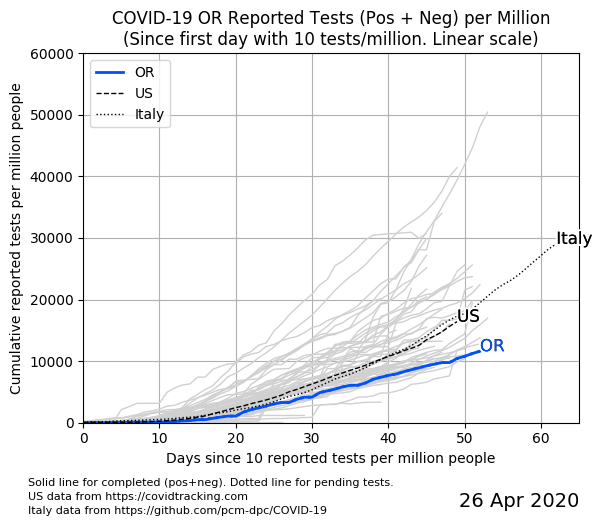 COVID-19 OR Reported Tests (Pos + Neg) per Million
(Since first day with 10 tests/million. Linear scale)
Cumulative reported tests per million people
60000
50000
40000
30000
20000
10000
0
OR
US
Italy
Italy
US
OR
0 10 20 30 40 50 60
Days since 10 reported tests per million people
Solid line for completed (pos+neg). Dotted line for pending tests.
US data from https://covidtracking.com
Italy data from https://github.com/pcm-dpc/COVID-19
26 Apr 2020